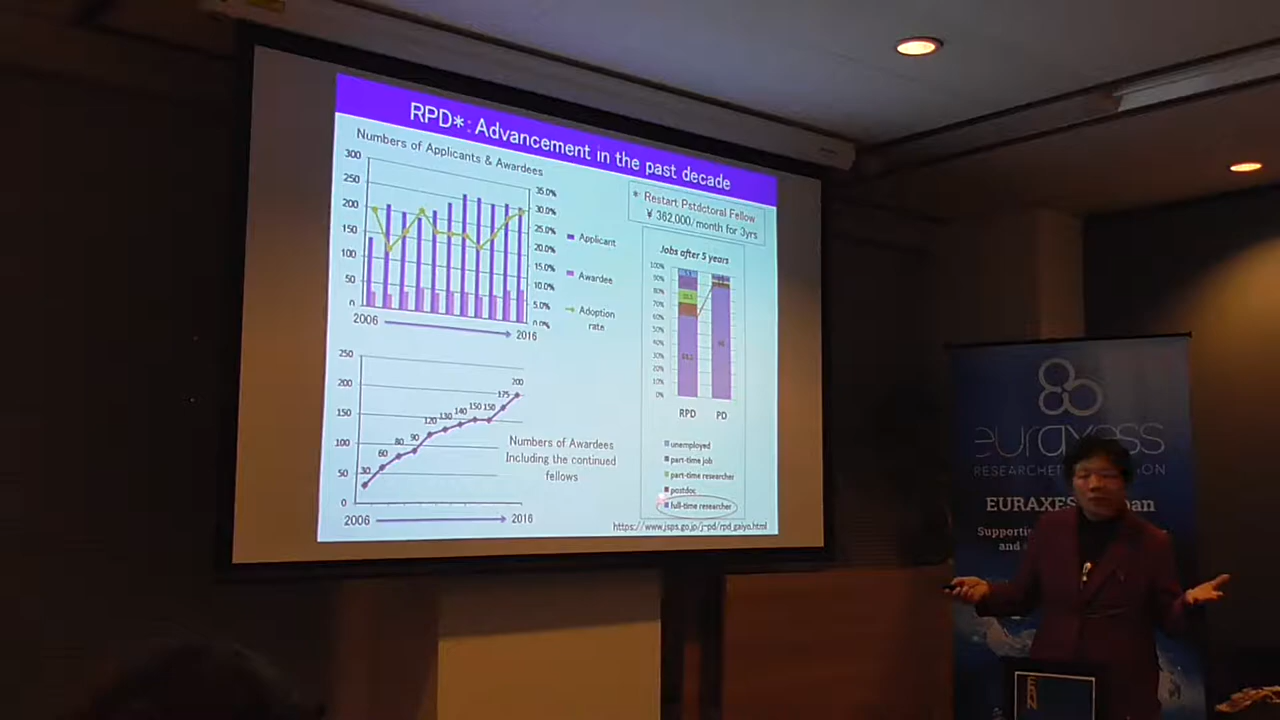 RPD*: Advancement in the past decade
Numbers of Applicants & Awardees
300
250
200
150
100
50
0
35.0%
30.0%
25.0%
20.0%
15.0%
10.0%
5.0%
0.0%
2006
2016
Applicant
Awardee
Adoption
rate
*: Restart Pstdctoral Fellow
¥ 362,000/month for 3yrs
Jobs after 5 years
100%
90%
80%
70%
60%
50%
40%
30%
20%
10%
0%
RPD
PD
unemployed
part-time job
part-time researcher
postdoc
full-time researcher
250
200
150
100
50
0
30
60
80
90
120
130
140
150
150
175
200
2006
2016
Numbers of Awardees
Including the continued
fellows
https://www.jsps.go.jp/j-pd/rpd_gaiyo.html
euraxess
EURAXESS
Supporting
and